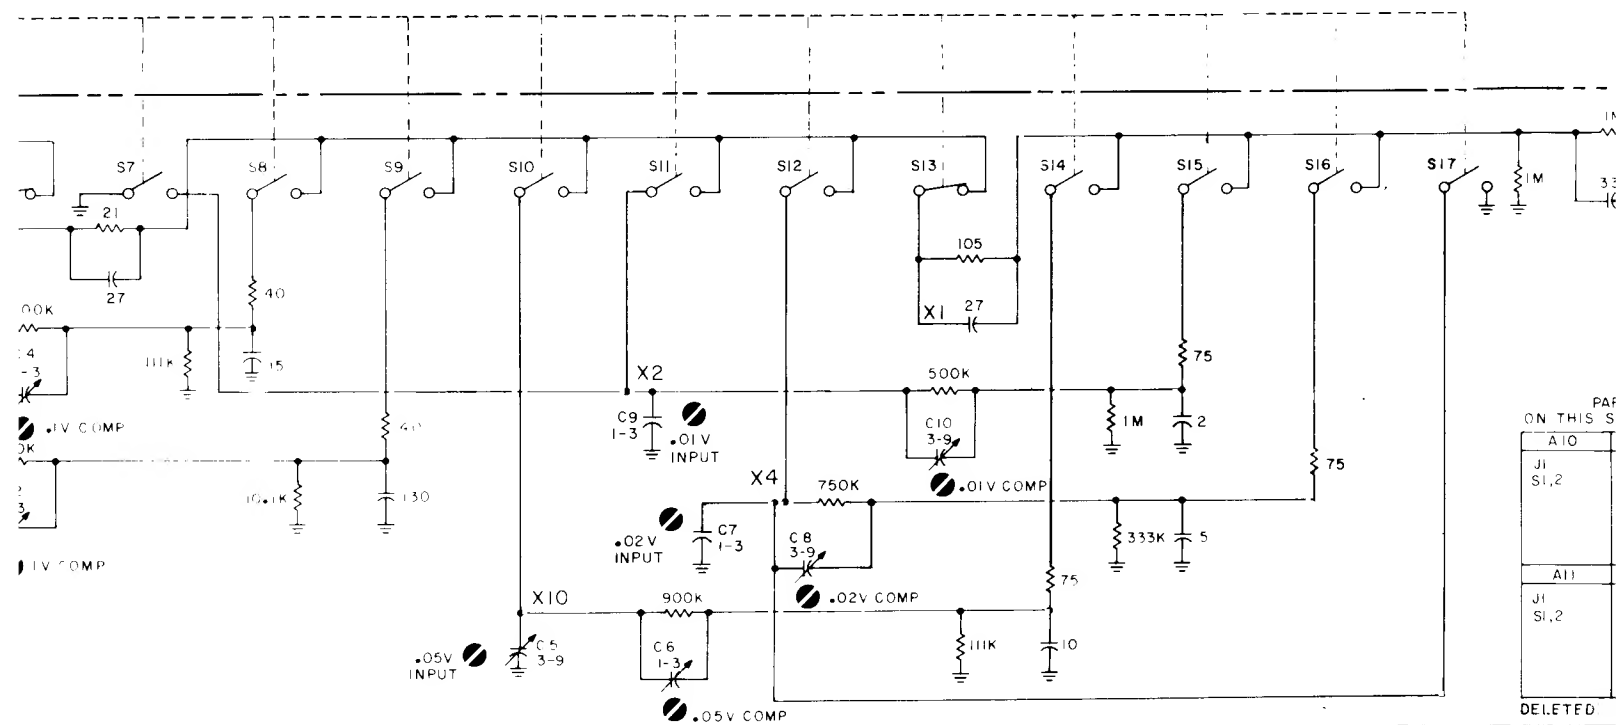 S7
S8
S9
S10
S11
S12
S13
S14
S15
S16
S17
1M
21
27
105
X1
27
40
00K
111K
15
X2
500K
75
C9
1-3
.01V
INPUT
C10
3-9
1M
2
.01V COMP
.1V COMP
40
10.1K
130
X4
750K
75
.02V
INPUT
C7
1-3
C8
3-9
333K
5
.02V COMP
1V COMP
X10
900K
75
.05V
INPUT
C5
3-9
C6
1-3
111K
10
.05V COMP
ON THIS S
A10
J1
S1,2
A11
J1
S1,2
DELETED